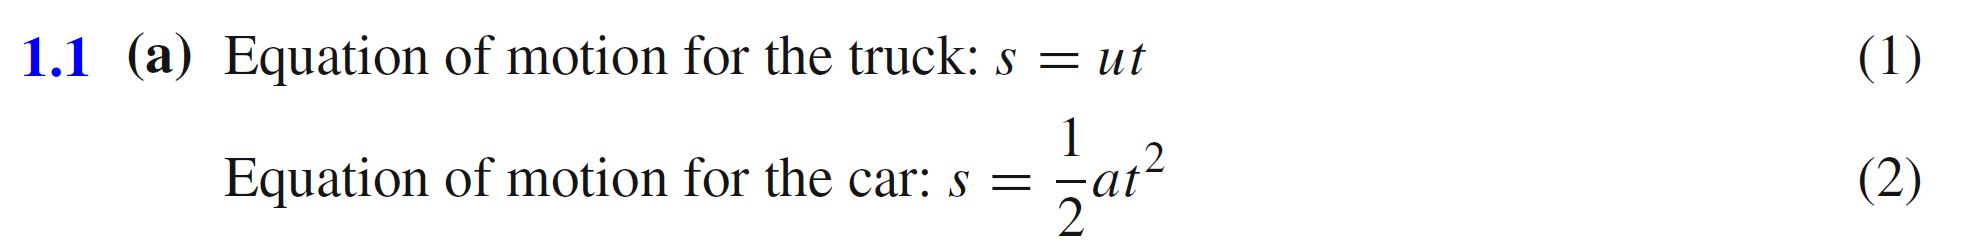 1.1 (a) Equation of motion for the truck: s = ut (1)
Equation of motion for the car: s = \frac{1}{2}at^2 (2)